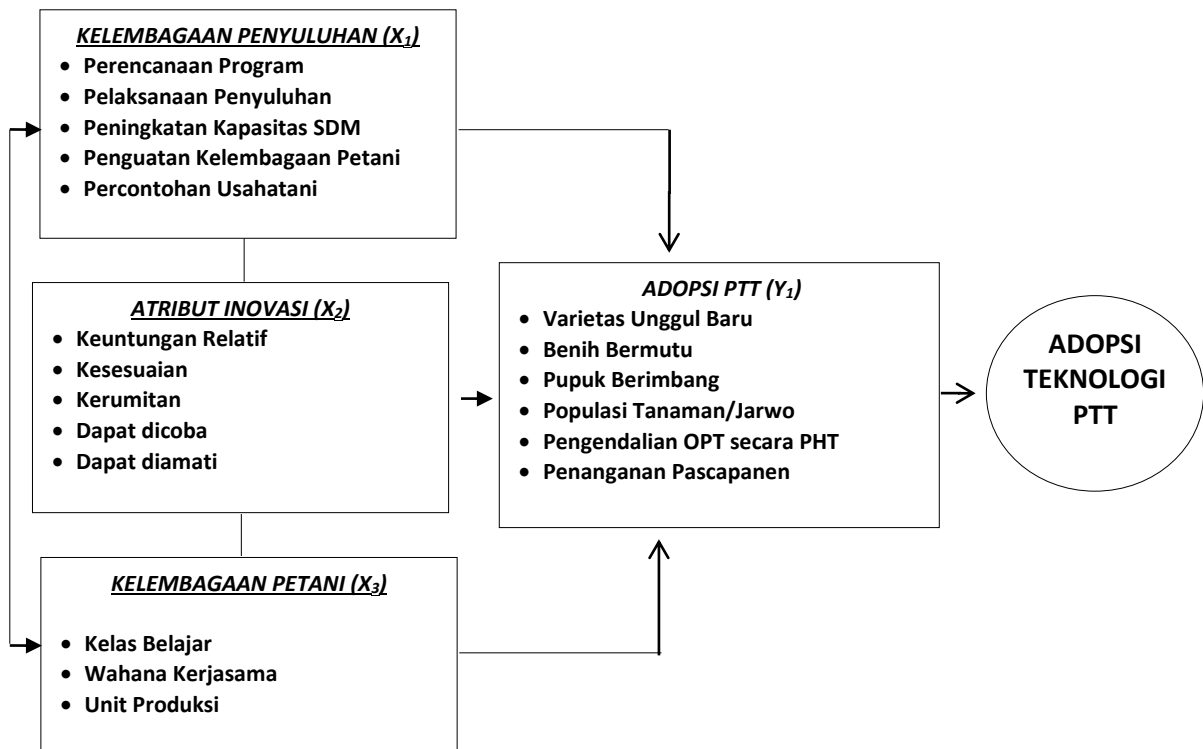 KELEMBAGAAN PENYULUHAN (X1)
• Perencanaan Program
• Pelaksanaan Penyuluhan
• Peningkatan Kapasitas SDM
• Penguatan Kelembagaan Petani
• Percontohan Usahatani
ATRIBUT INOVASI (X2)
• Keuntungan Relatif
• Kesesuaian
• Kerumitan
• Dapat dicoba
• Dapat diamati
KELEMBAGAAN PETANI (X3)
• Kelas Belajar
• Wahana Kerjasama
• Unit Produksi
ADOPSI PTT (Y1)
• Varietas Unggul Baru
• Benih Bermutu
• Pupuk Berimbang
• Populasi Tanaman/Jarwo
• Pengendalian OPT secara PHT
• Penanganan Pascapanen
ADOPSI
TEKNOLOGI
PTT